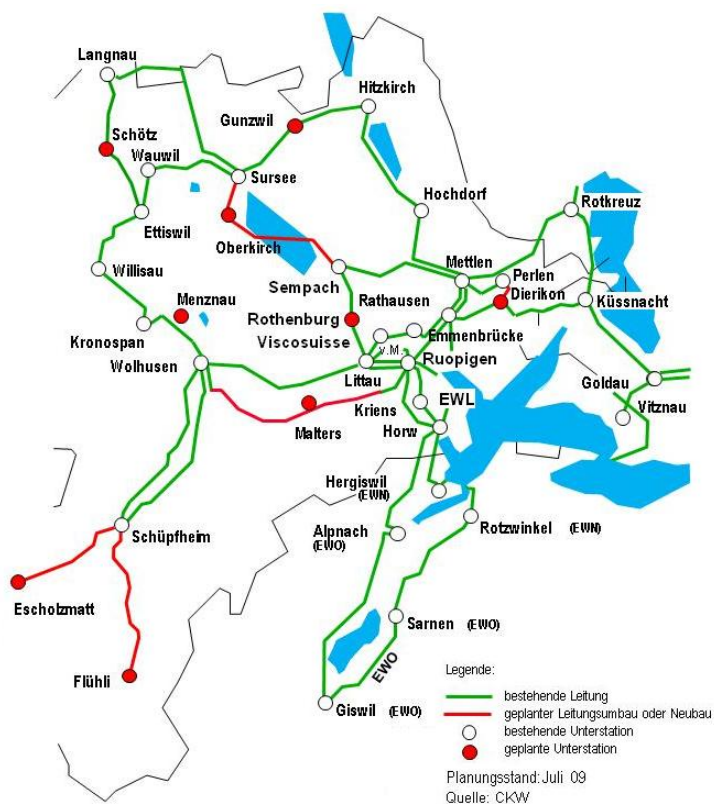 Langnau
Hitzkirch
Gunzwil
Schötz
Wauwil
Sursee
Hochdorf
Rotkreuz
Ettiswil
Oberkirch
Mettlen
Perlen
Willisau
Sempach
Rathausen
Dierikon
Küssnacht
Menznau
Rothenburg
Emmenbrücke
Kronospan
Viscosuisse
v.M.
Ruopigen
Wolhusen
Littau
Goldau
EWL
Vitznau
Kriens
Malters
Horw
Hergiswil
(EWN)
Schüpfheim
Alpnach
(EWO)
Rotzwinkel (EWN)
Escholzmatt
Sarnen (EWO)
EWO
Flühli
Giswil (EWO)
Legende:
bestehende Leitung
geplanter Leitungsumbau oder Neubau
bestehende Unterstation
geplante Unterstation
Planungsstand: Juli 09
Quelle: CKW